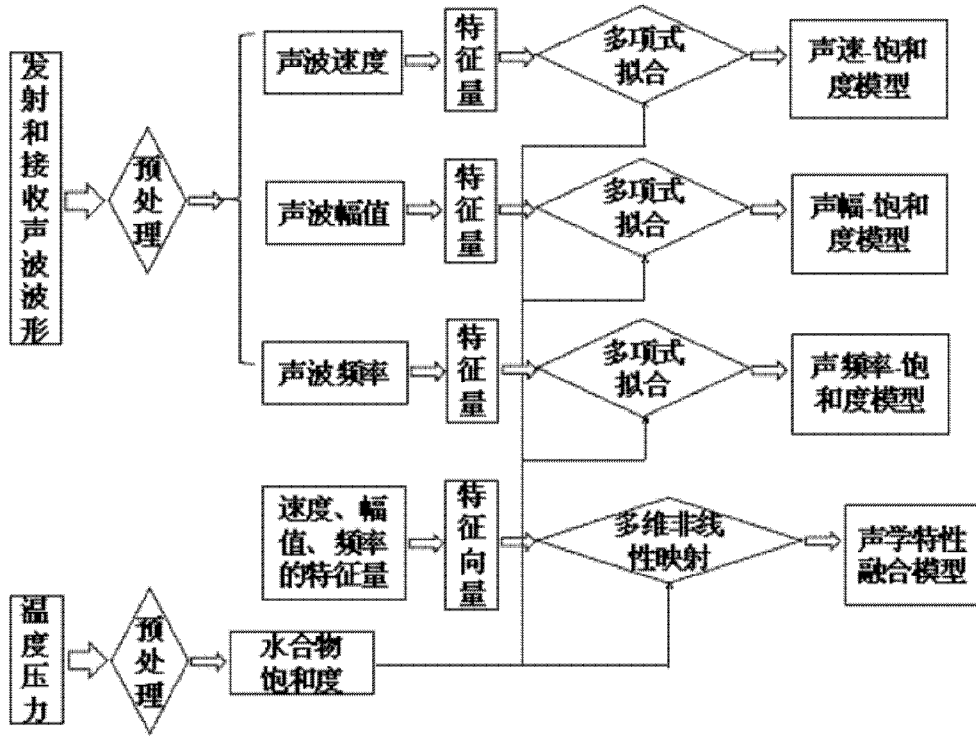 发射和接收声波波形
预处理
声波速度
特征量
多项式
拟合
声速-饱和
度模型
声波幅值
特征量
多项式
拟合
声幅-饱和
度模型
声波频率
特征量
多项式
拟合
声频率-饱
和度模型
速度、幅
值、频率
的特征量
特征向量
多维非线
性映射
声学特性
融合模型
温度压力
预处理
水合物
饱和度